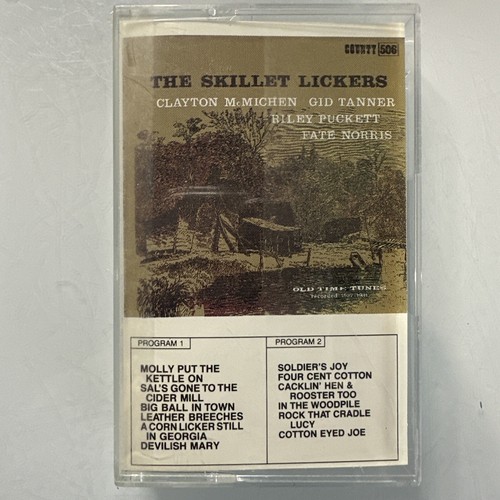 COUNTY 506
THE SKILLET LICKERS
CLAYTON McMICHEN GID TANNER
RILEY PUCKETT
FATE NORRIS
OLD TIME TUNES
recorded
PROGRAM 1
MOLLY PUT THE
KETTLE ON
SAL'S GONE TO THE
CIDER MILL
BIG BALL IN TOWN
LEATHER BREECHES
A CORN LICKER STILL
IN GEORGIA
DEVILISH MARY
PROGRAM 2
SOLDIER'S JOY
FOUR CENT COTTON
CACKLIN' HEN &
ROOSTER TOO
IN THE WOODPILE
ROCK THAT CRADLE
LUCY
COTTON EYED JOE